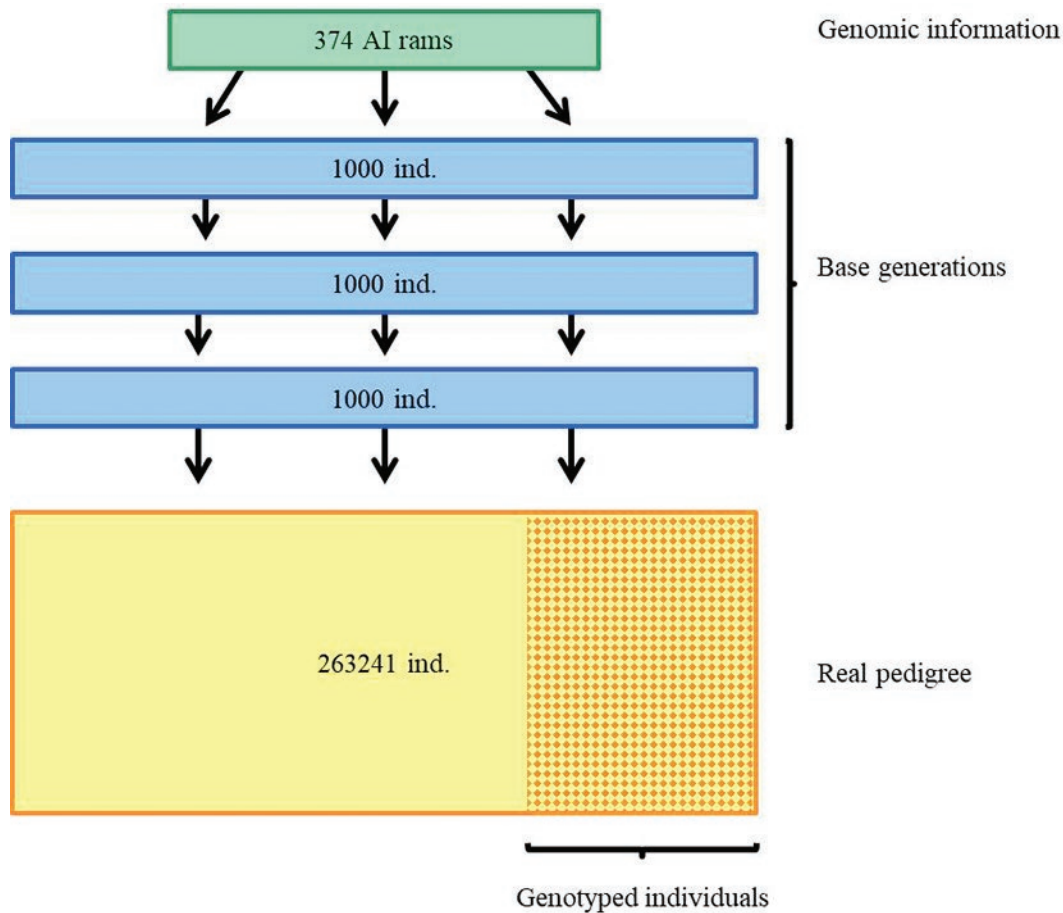 374 AI rams
Genomic information
1000 ind.
1000 ind.
Base generations
1000 ind.
263241 ind.
Real pedigree
Genotyped individuals